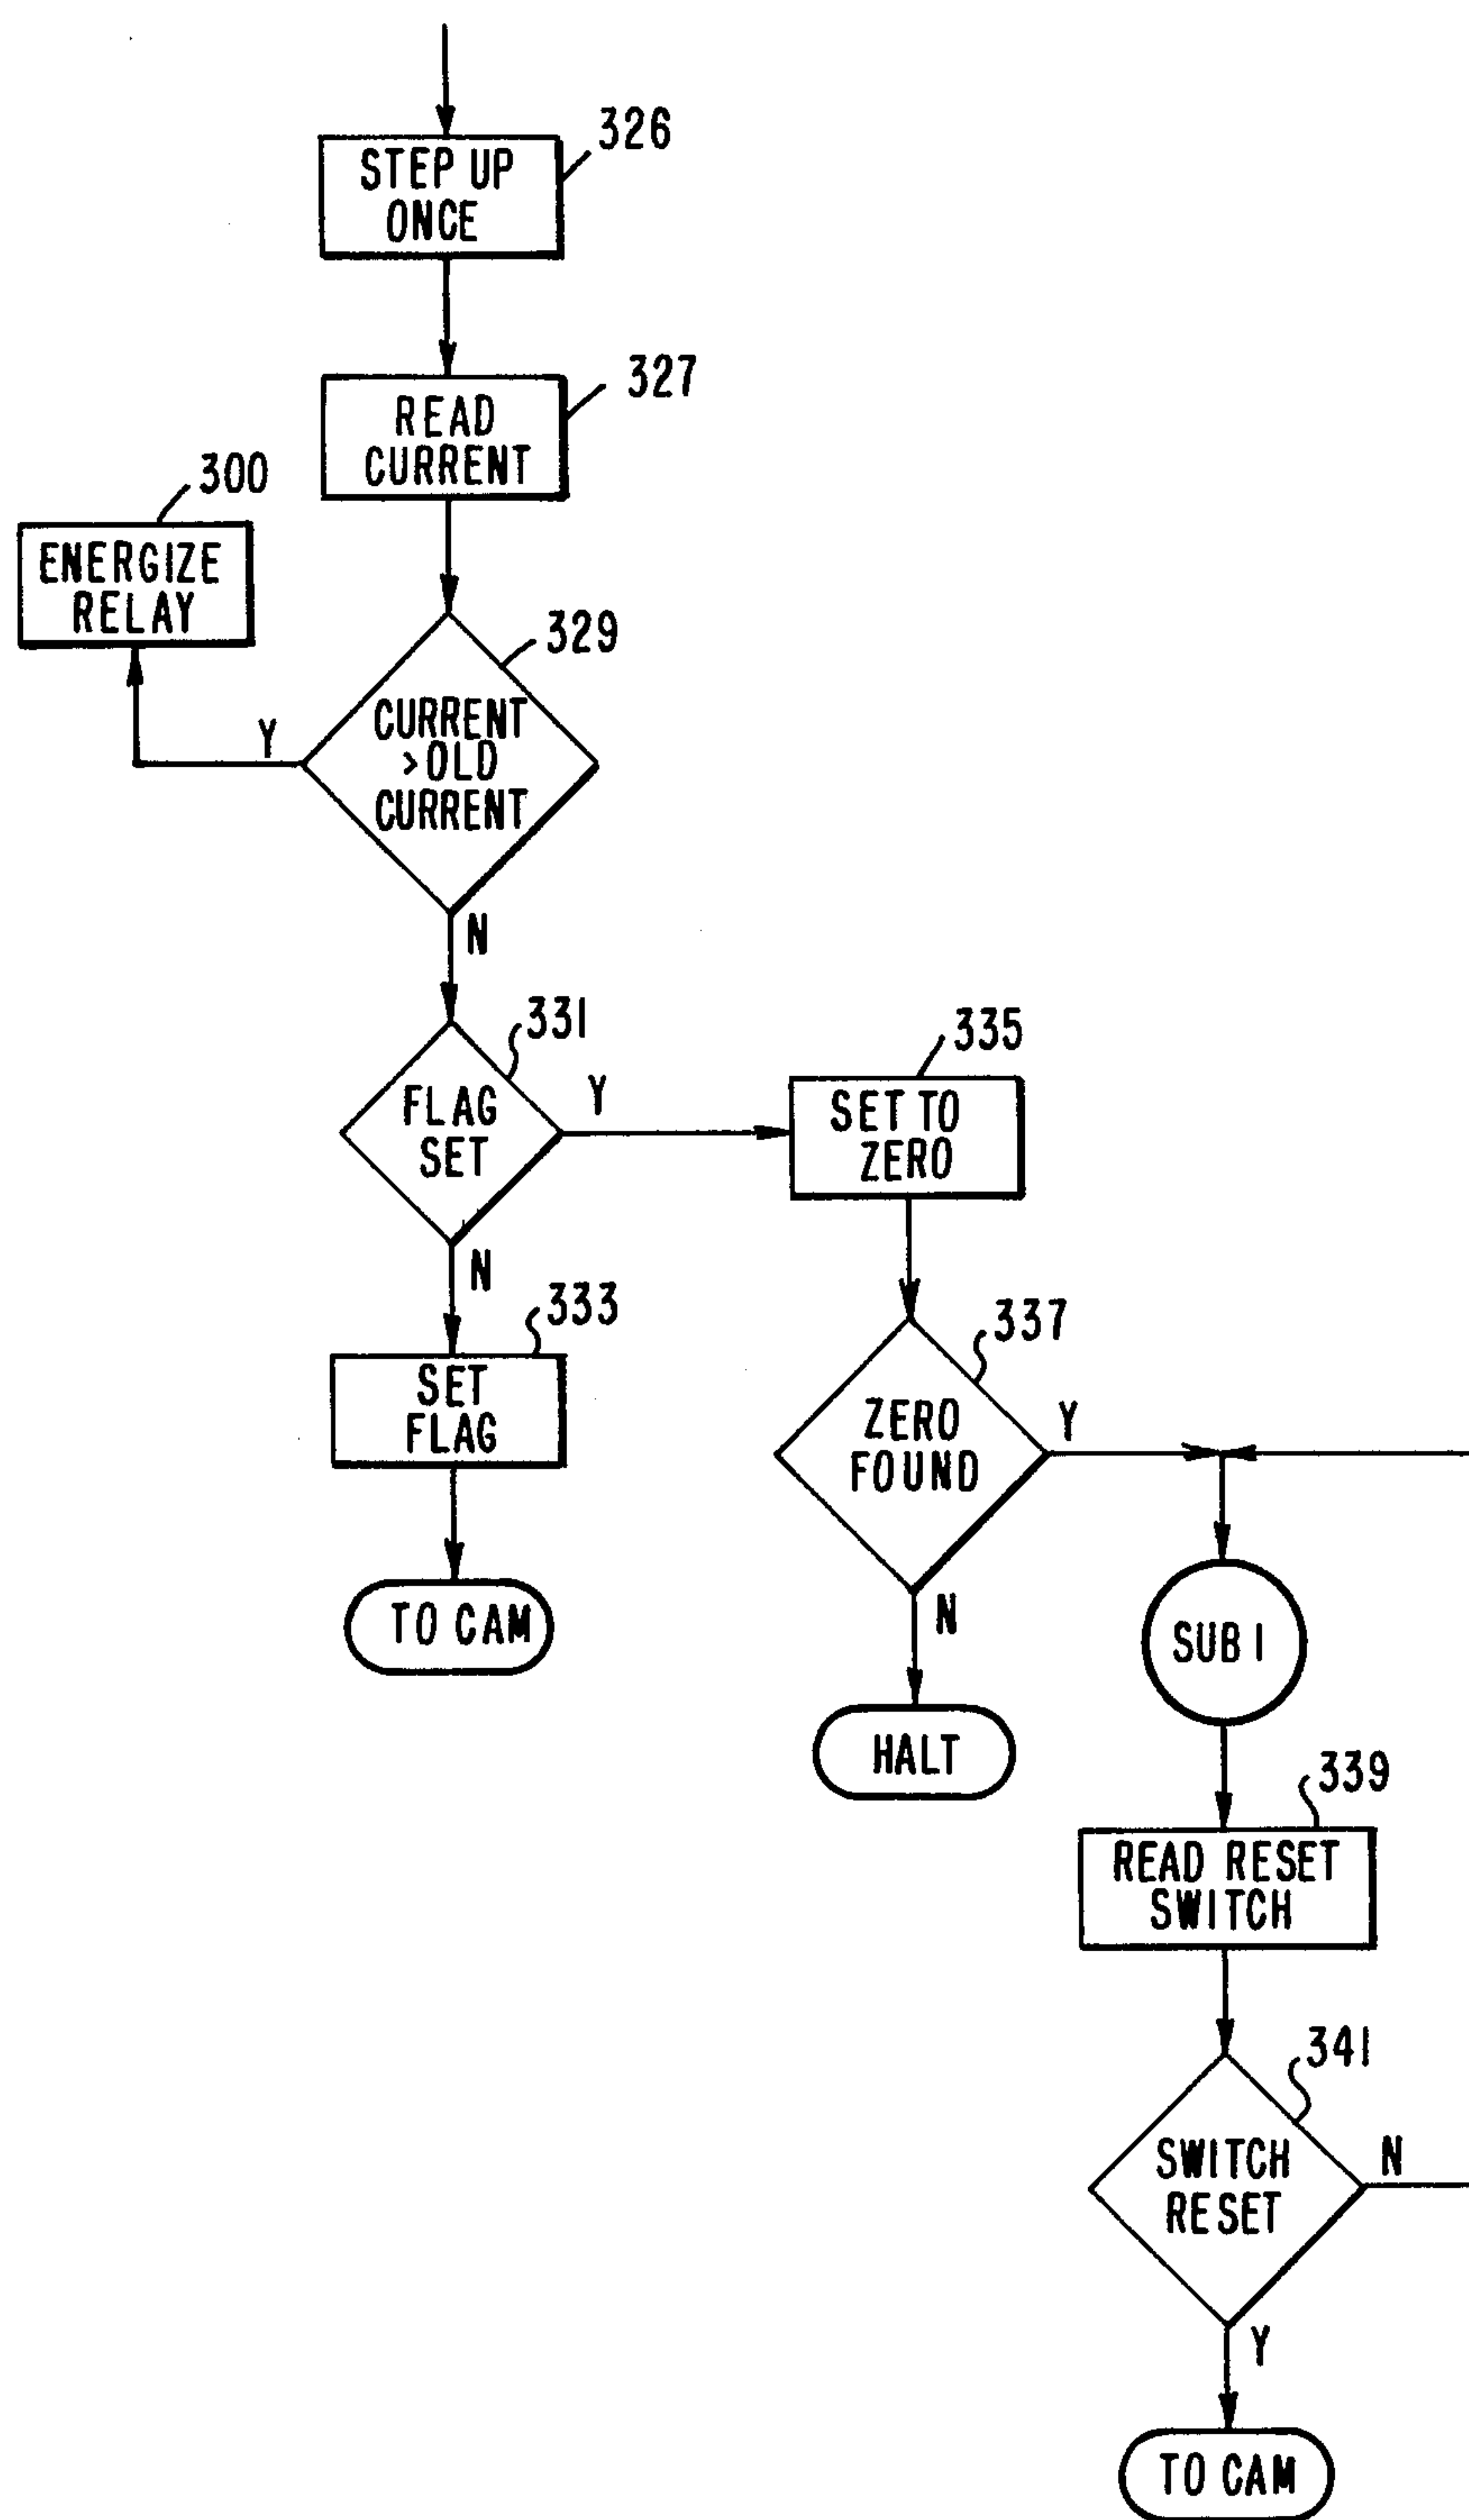 326
STEP UP
ONCE
327
READ
CURRENT
300
ENERGIZE
RELAY
329
CURRENT
>OLD
CURRENT
Y
N
331
FLAG
SET
Y
335
SET TO
ZERO
N
333
SET
FLAG
337
ZERO
FOUND
Y
TO CAM
N
SUB 1
HALT
339
READ RESET
SWITCH
341
SWITCH
RESET
N
Y
TO CAM